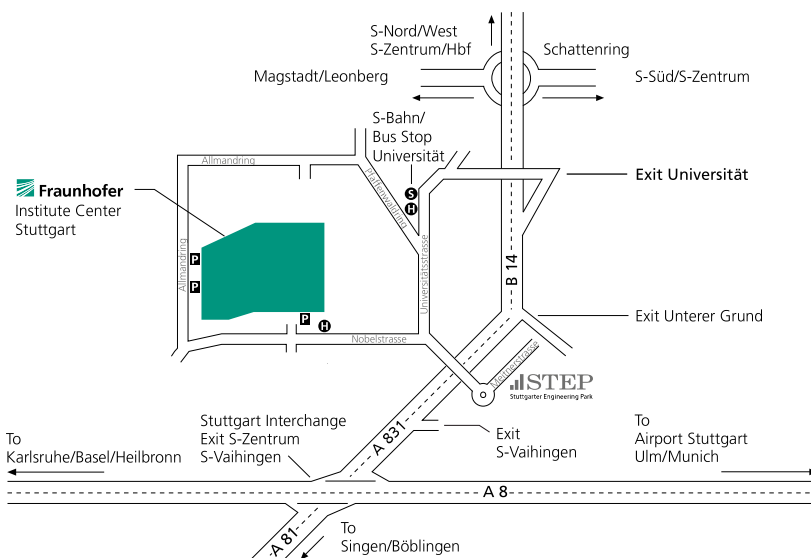 S-Nord/West
S-Zentrum/Hbf
Schattenring
Magstadt/Leonberg
S-Süd/S-Zentrum
S-Bahn/
Bus Stop
Universität
Allmandring
Pfaffenwaldring
S
H
Exit Universität
Fraunhofer
Institute Center
Stuttgart
Allmandring
P
P
Universitätsstrasse
B 14
P
H
Exit Unterer Grund
Nobelstrasse
Meitnerstrasse
STEP
Stuttgarter Engineering Park
Stuttgart Interchange
Exit S-Zentrum
S-Vaihingen
A 831
Exit
S-Vaihingen
To
Karlsruhe/Basel/Heilbronn
To
Airport Stuttgart
Ulm/Munich
A 8
A 81
To
Singen/Böblingen